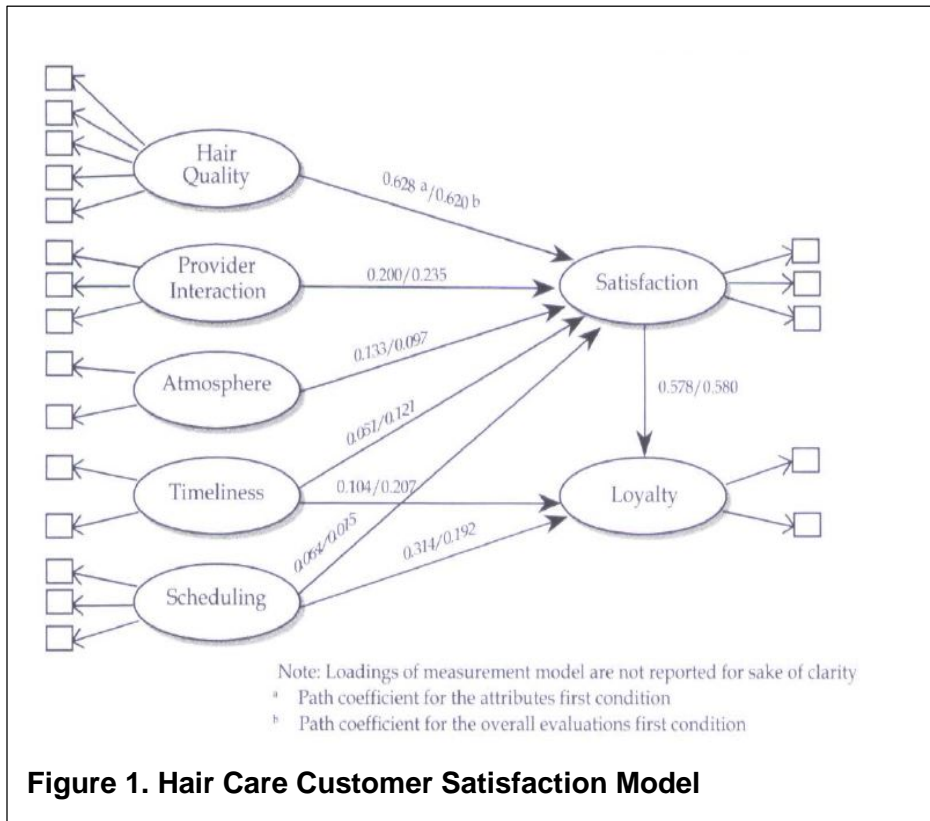 Hair
Quality
0.628 a/0.620 b
Provider
Interaction
0.200/0.235
Satisfaction
Atmosphere
0.133/0.097
0.578/0.580
0.051/0.121
Timeliness
0.104/0.207
Loyalty
0.064/0.015
0.314/0.192
Scheduling
Note: Loadings of measurement model are not reported for sake of clarity
a Path coefficient for the attributes first condition
b Path coefficient for the overall evaluations first condition
Figure 1. Hair Care Customer Satisfaction Model